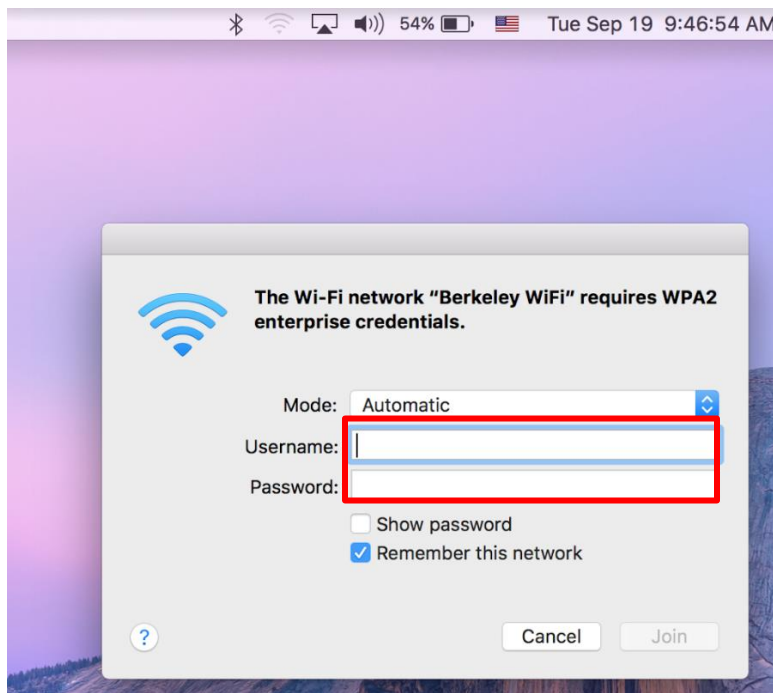 54% Tue Sep 19 9:46:54 AM
The Wi-Fi network “Berkeley WiFi” requires WPA2
enterprise credentials.
Mode: Automatic
Username:
Password:
Show password
Remember this network
? Cancel Join